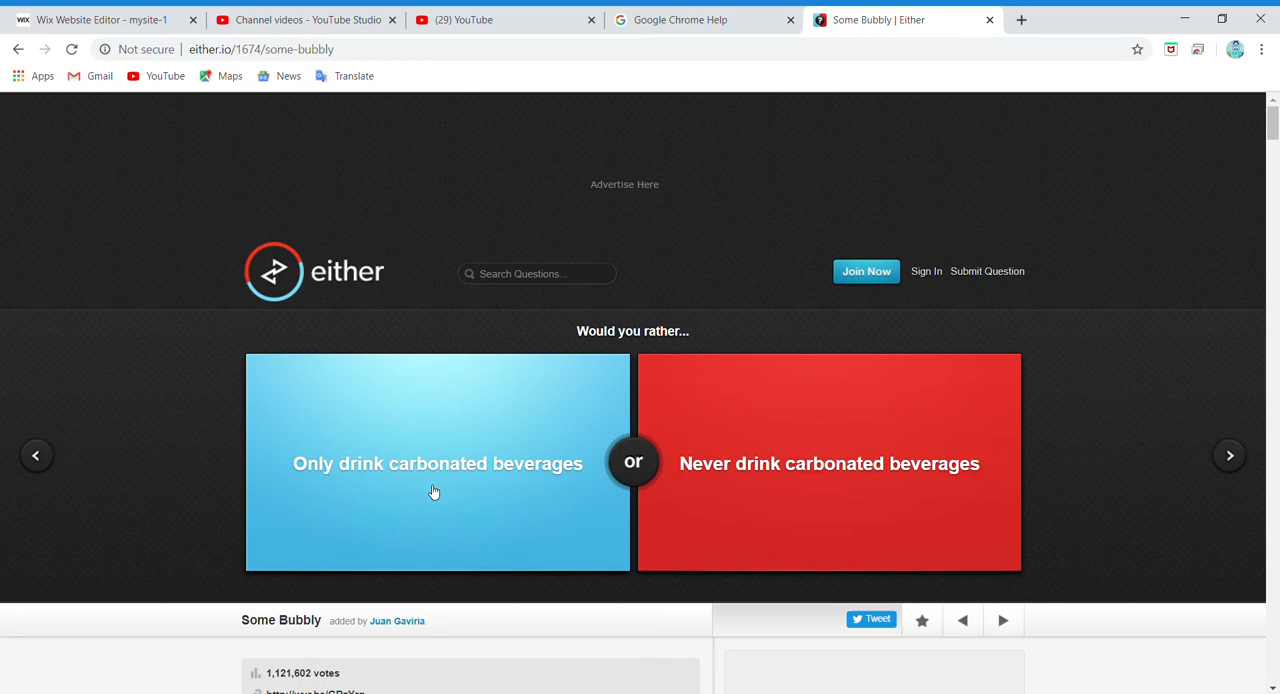 WIX Wix Website Editor - mysite-1
Channel videos - YouTube Studio
(29) YouTube
Google Chrome Help
Some Bubbly | Either
Not secure | either.io/1674/some-bubbly
Apps Gmail YouTube Maps News Translate
Advertise Here
either
Search Questions...
Join Now Sign In Submit Question
Would you rather...
Only drink carbonated beverages
or
Never drink carbonated beverages
Some Bubbly added by Juan Gaviria
Tweet
1,121,602 votes